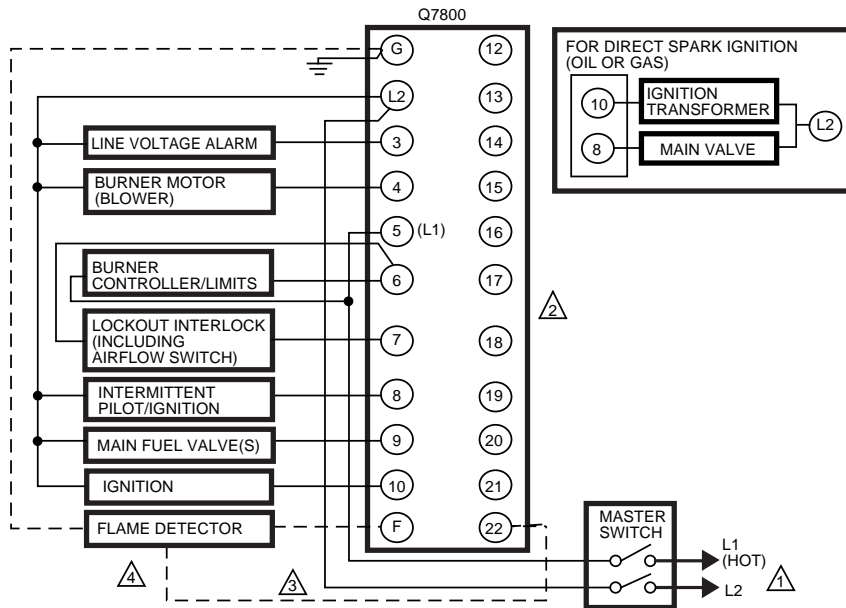 Q7800
G
12
FOR DIRECT SPARK IGNITION
(OIL OR GAS)
10
IGNITION
TRANSFORMER
L2
8
MAIN VALVE
L2
13
LINE VOLTAGE ALARM
3
14
BURNER MOTOR
(BLOWER)
4
15
5
(L1)
16
BURNER
CONTROLLER/LIMITS
6
17
2
LOCKOUT INTERLOCK
(INCLUDING
AIRFLOW SWITCH)
7
18
INTERMITTENT
PILOT/IGNITION
8
19
MAIN FUEL VALVE(S)
9
20
IGNITION
10
21
FLAME DETECTOR
F
22
MASTER
SWITCH
L1
(HOT)
L2
4
3
1